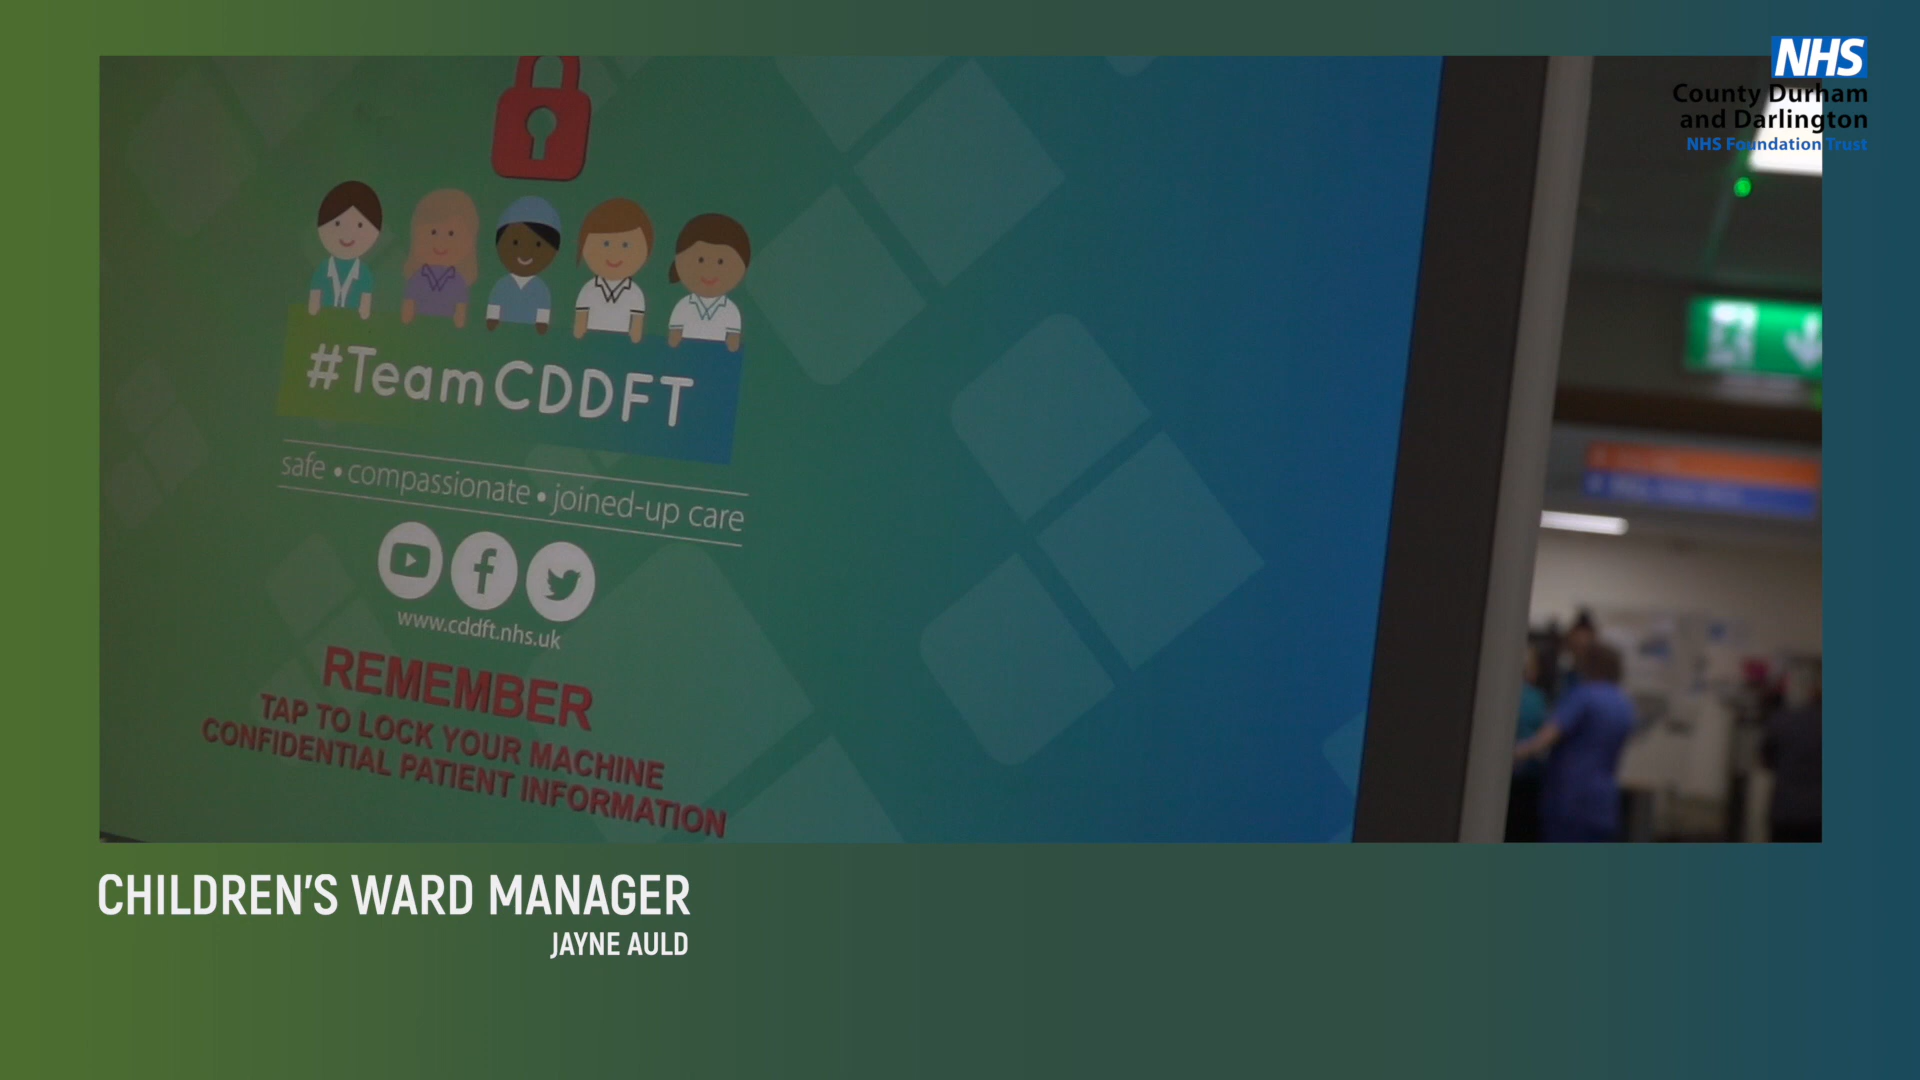 NHS
County Durham
and Darlington
NHS Foundation Trust
#TeamCDDFT
safe • compassionate • joined-up care
www.cddft.nhs.uk
REMEMBER
TAP TO LOCK YOUR MACHINE
CONFIDENTIAL PATIENT INFORMATION
CHILDREN'S WARD MANAGER
JAYNE AULD